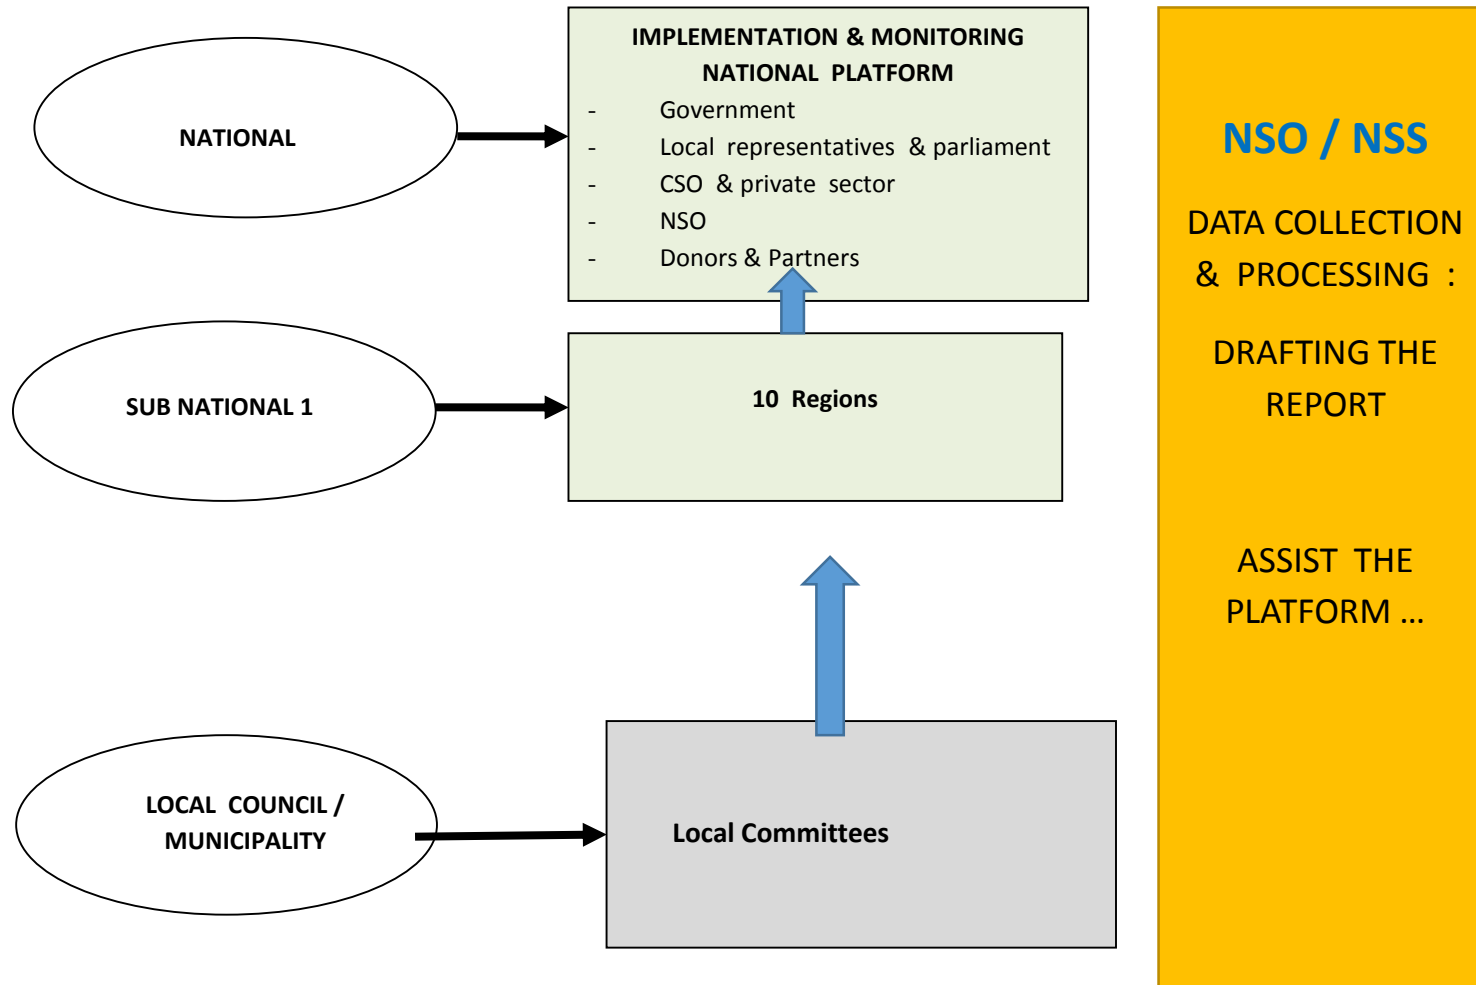 IMPLEMENTATION & MONITORING
NATIONAL PLATFORM
- Government
- Local representatives & parliament
- CSO & private sector
- NSO
- Donors & Partners
NATIONAL
SUB NATIONAL 1
10 Regions
LOCAL COUNCIL /
MUNICIPALITY
Local Committees
NSO / NSS
DATA COLLECTION
& PROCESSING :
DRAFTING THE
REPORT
ASSIST THE
PLATFORM ...